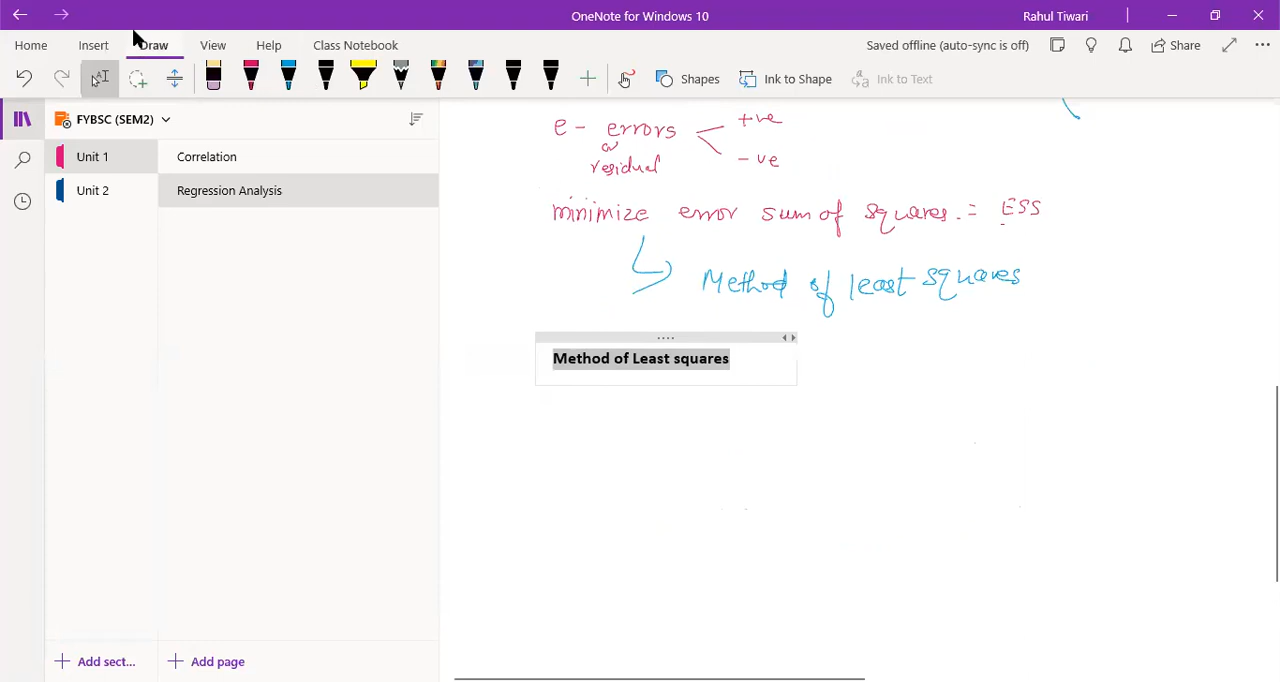 OneNote for Windows 10
Rahul Tiwari
Home Insert Draw View Help Class Notebook
Saved offline (auto-sync is off) Share
Shapes Ink to Shape Ink to Text
FYBSC (SEM2)
Unit 1
Unit 2
Correlation
Regression Analysis
Add sect...
Add page
e - errors +ve
or -ve
residual
minimize error sum of squares. = ESS
Method of least squares
Method of Least squares